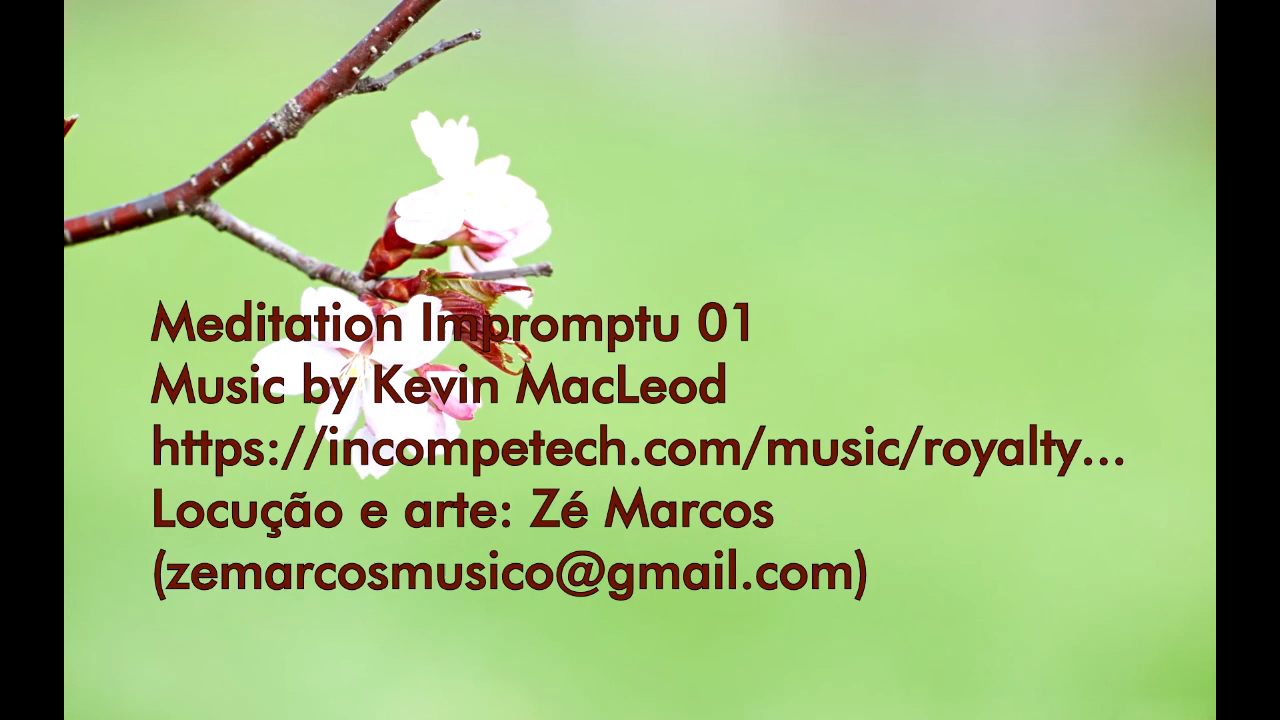 Meditation Impromptu 01
Music by Kevin MacLeod
https://incompetech.com/music/royalty...
Locução e arte: Zé Marcos
(zemarcosmusico@gmail.com)